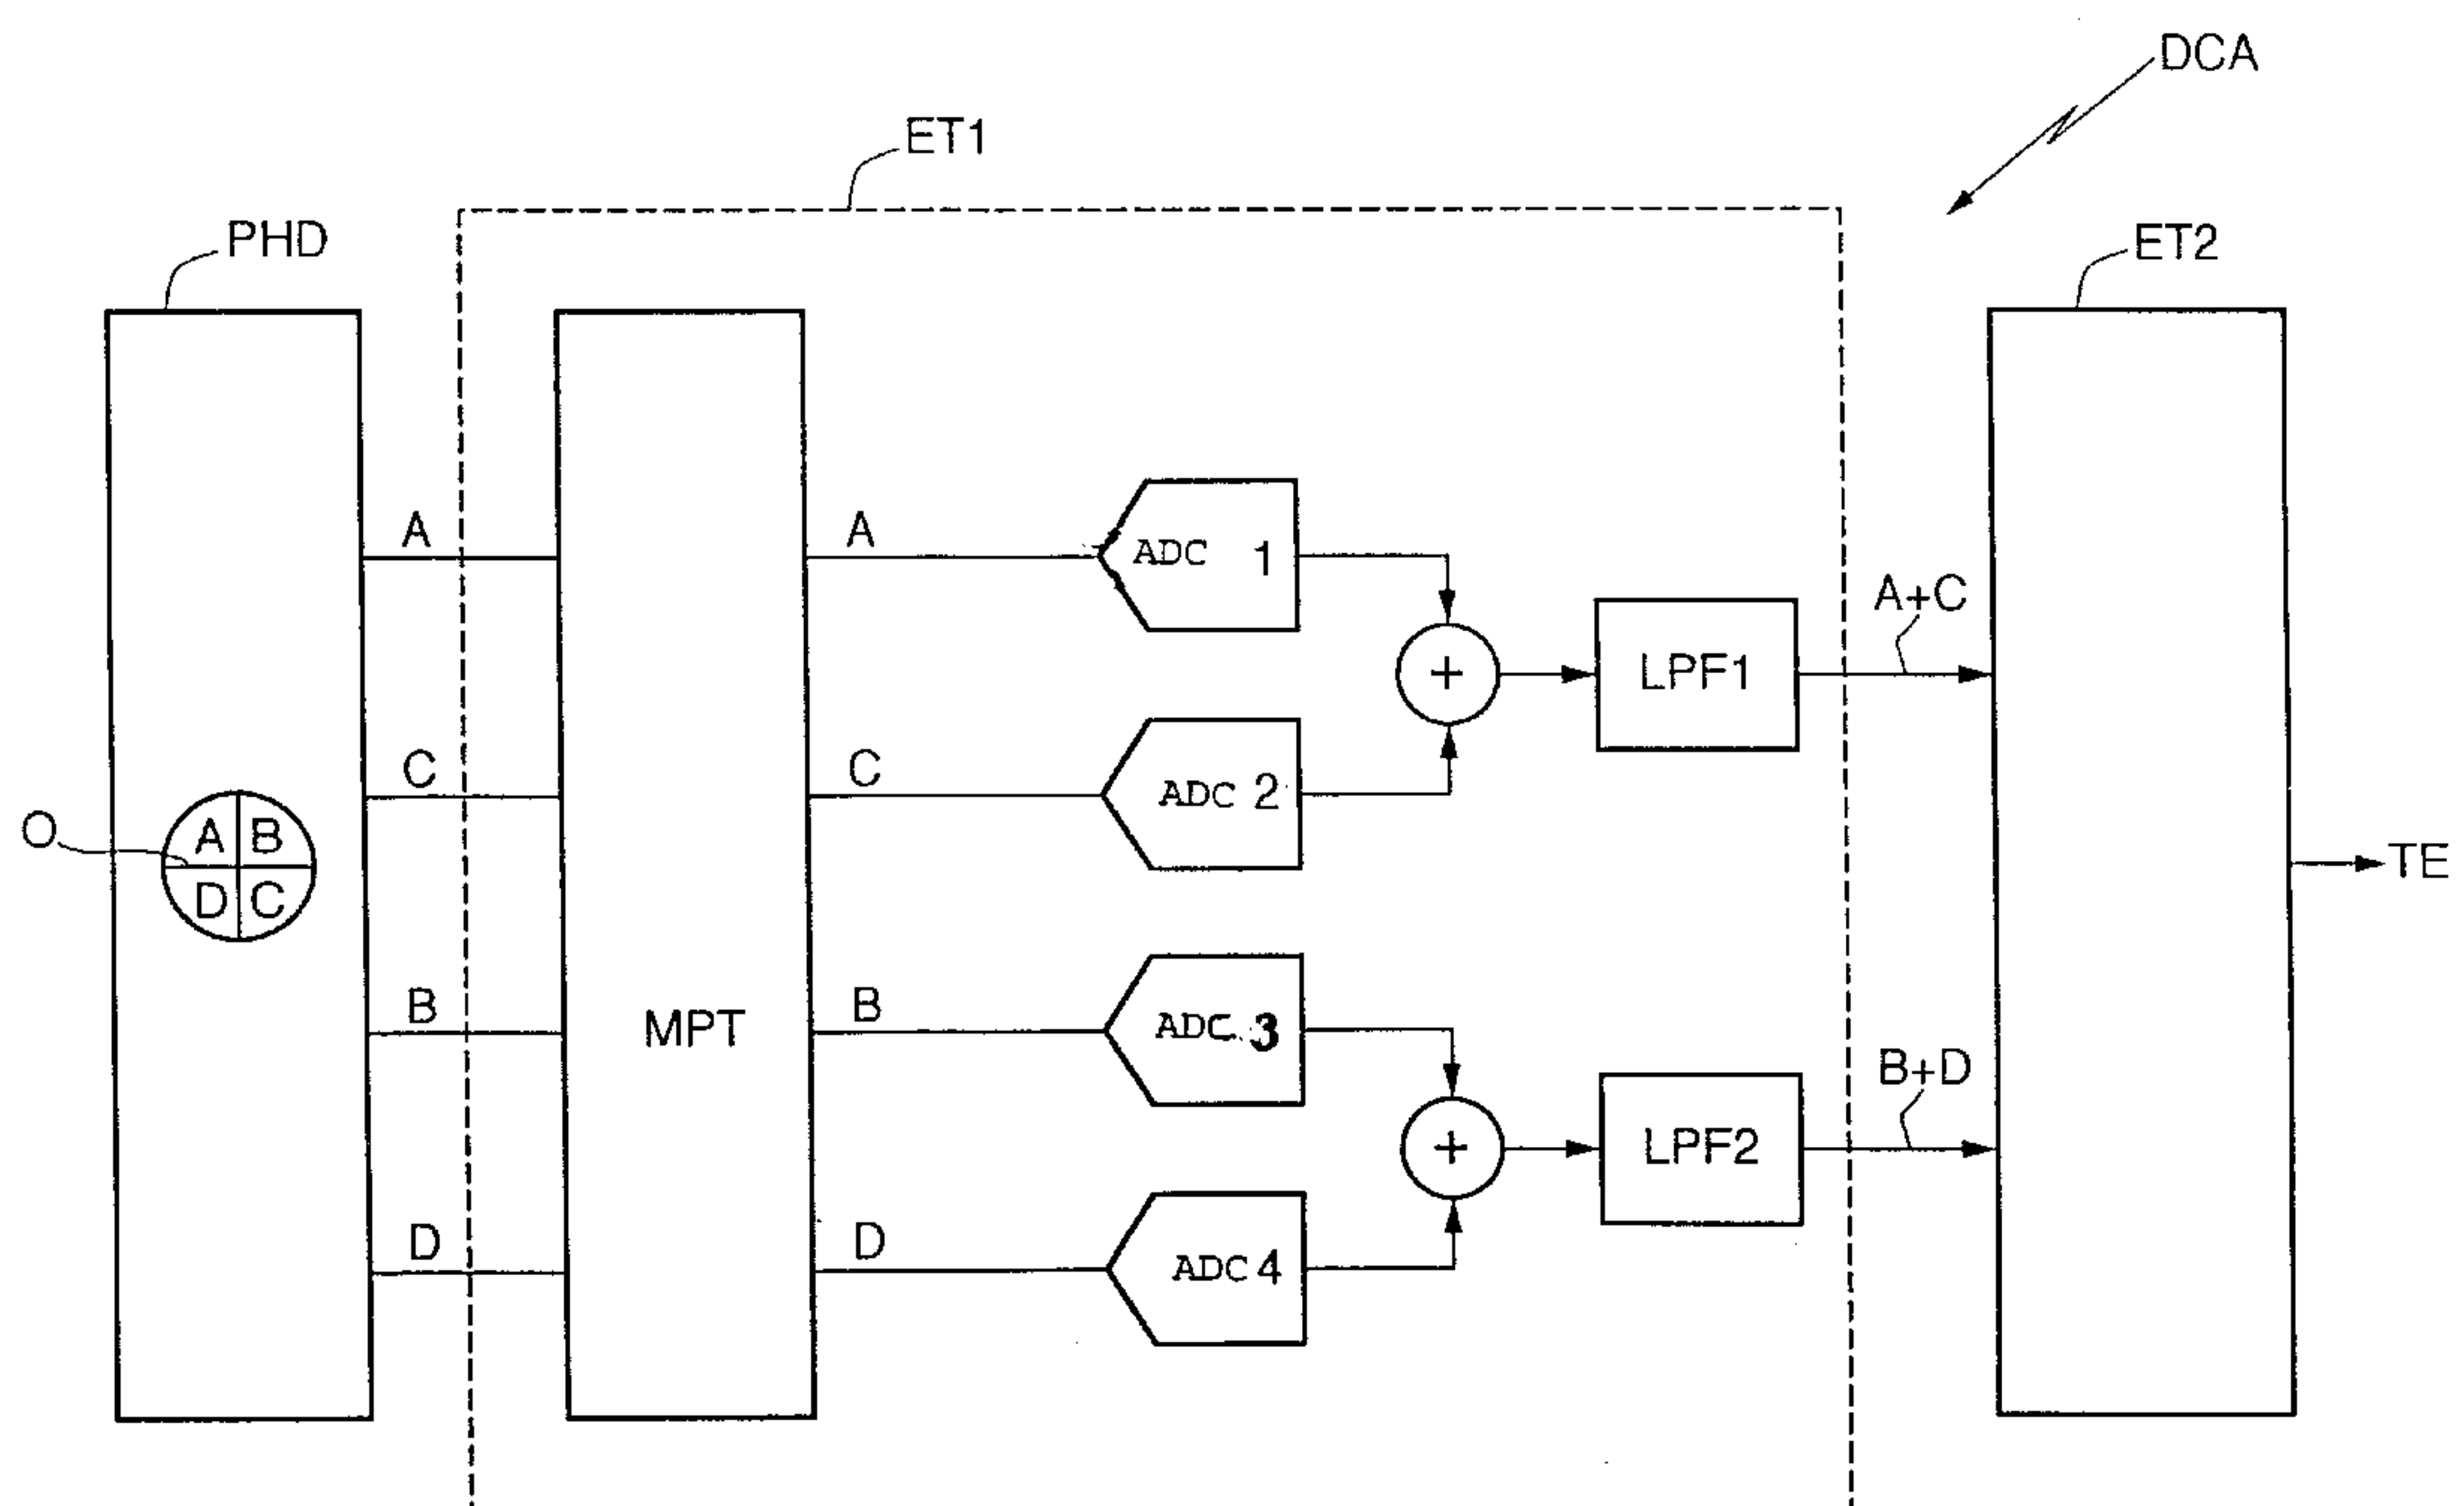 DCA
ET1
PHD
ET2
A
A
ADC 1
A+C
+
LPF1
C
C
ADC 2
O
A B
D C
TE
B
B
MPT
ADC 3
B+D
+
LPF2
D
D
ADC 4